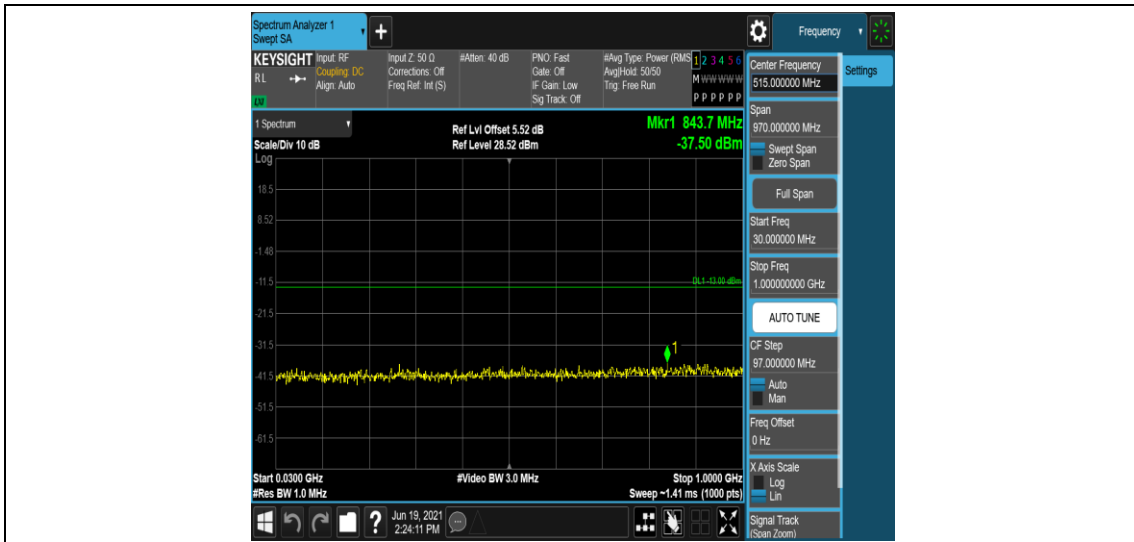 Spectrum Analyzer 1
Swept SA
Frequency
KEYSIGHT
RL
LXI
Input: RF
Coupling: DC
Align: Auto
Input Z: 50 Ω
Corrections: Off
Freq Ref: Int (S)
#Atten: 40 dB
PNO: Fast
Gate: Off
IF Gain: Low
Sig Track: Off
#Avg Type: Power (RMS
Avg|Hold: 50/50
Trig: Free Run
1 2 3 4 5 6
M W W W W W
P P P P P P
1 Spectrum
Scale/Div 10 dB
Log
Ref Lvl Offset 5.52 dB
Ref Level 28.52 dBm
Mkr1 843.7 MHz
-37.50 dBm
18.5
8.52
-1.48
-11.5
DL1 -13.00 dBm
-21.5
-31.5
1
-41.5
-51.5
-61.5
Start 0.0300 GHz
#Res BW 1.0 MHz
#Video BW 3.0 MHz
Stop 1.0000 GHz
Sweep ~1.41 ms (1000 pts)
Jun 19, 2021
2:24:11 PM
Center Frequency
515.000000 MHz
Settings
Span
970.000000 MHz
Swept Span
Zero Span
Full Span
Start Freq
30.000000 MHz
Stop Freq
1.000000000 GHz
AUTO TUNE
CF Step
97.000000 MHz
Auto
Man
Freq Offset
0 Hz
X Axis Scale
Log
Lin
Signal Track
(Span Zoom)